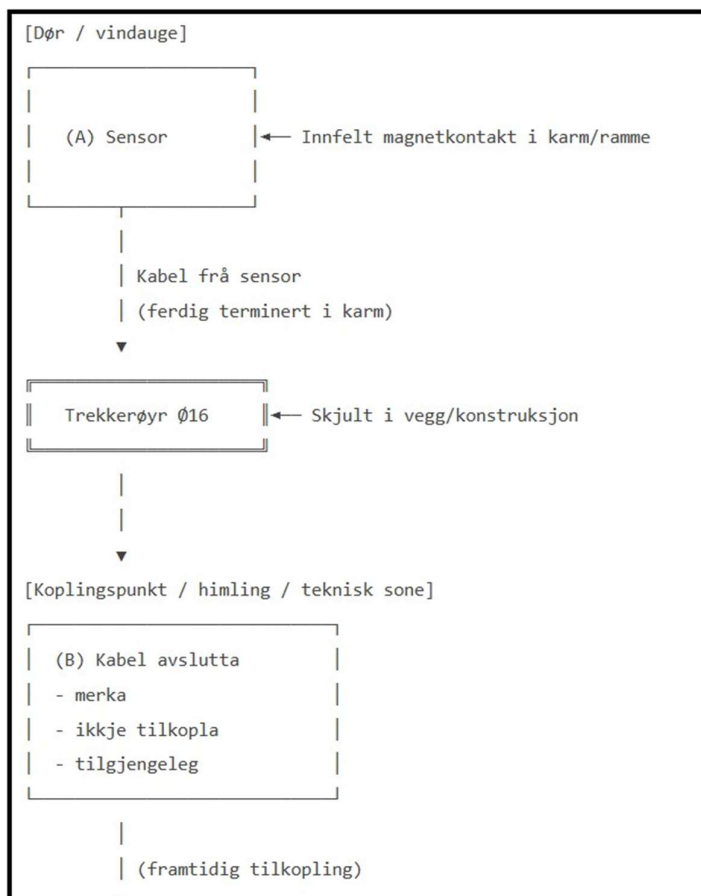 [Dør / vindauge]
(A) Sensor
Innfelt magnetkontakt i karm/ramme
Kabel frå sensor
(ferdig terminert i karm)
Trekkerøyr Ø16
Skjult i vegg/konstruksjon
[Koplingspunkt / himling / teknisk sone]
(B) Kabel avslutta
- merka
- ikkje tilkopla
- tilgjengeleg
(framtidig tilkopling)